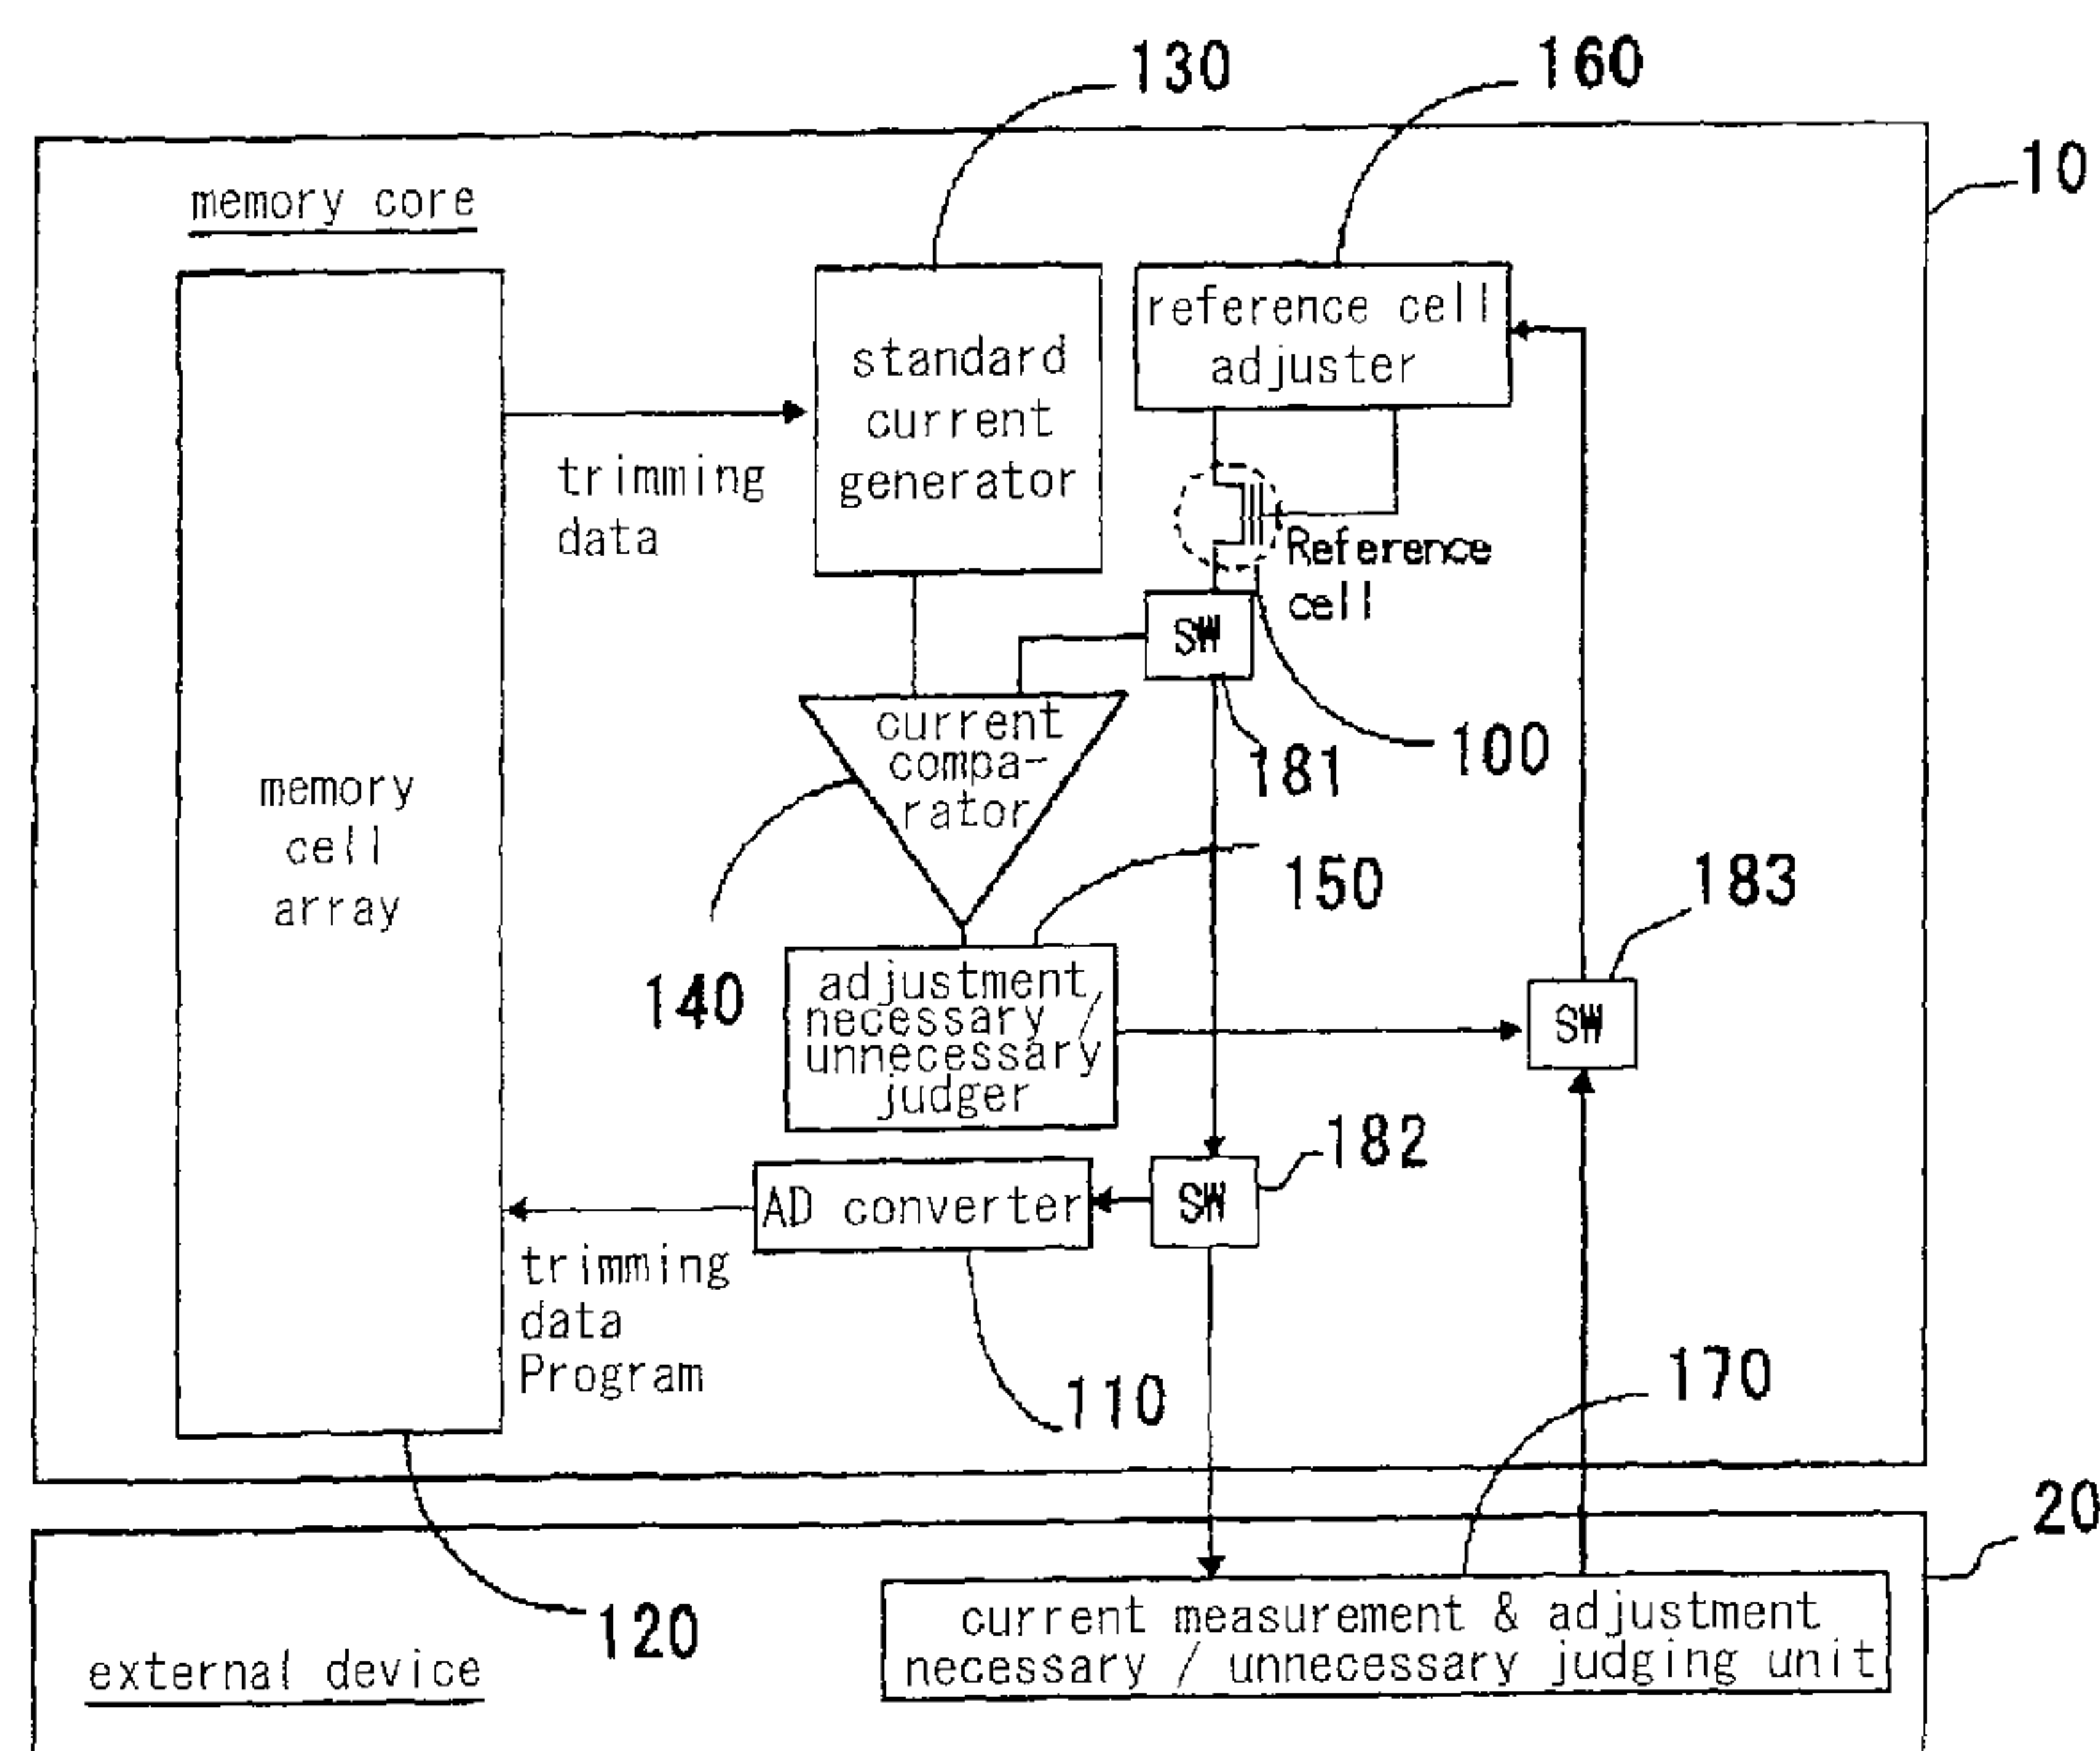 130
160
10
memory core
reference cell
adjuster
standard
current
generator
trimming
data
Reference
cell
SW
100
181
current
compa-
rator
memory
cell
array
150
183
140
adjustment
necessary /
unnecessary
judger
SW
182
AD converter
SW
trimming
data
Program
110
170
20
120
current measurement & adjustment
necessary / unnecessary judging unit
external device